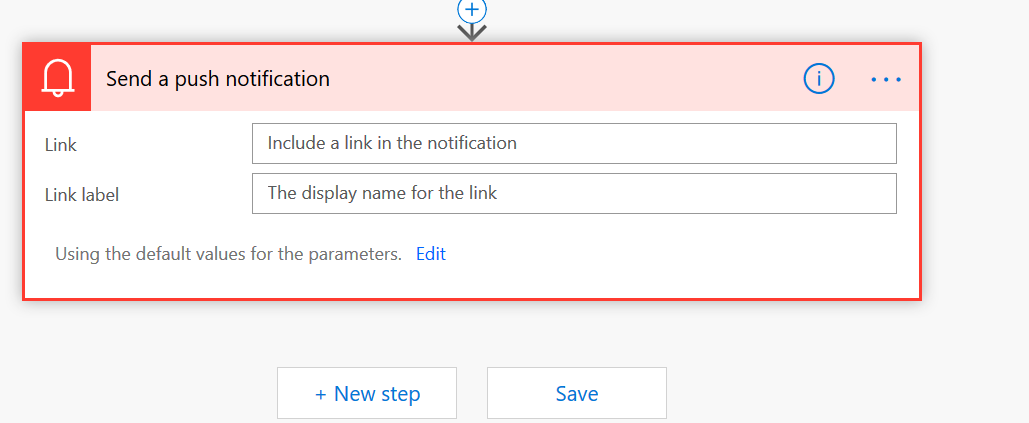 Send a push notification
Link
Include a link in the notification
Link label
The display name for the link
Using the default values for the parameters. Edit
+ New step
Save